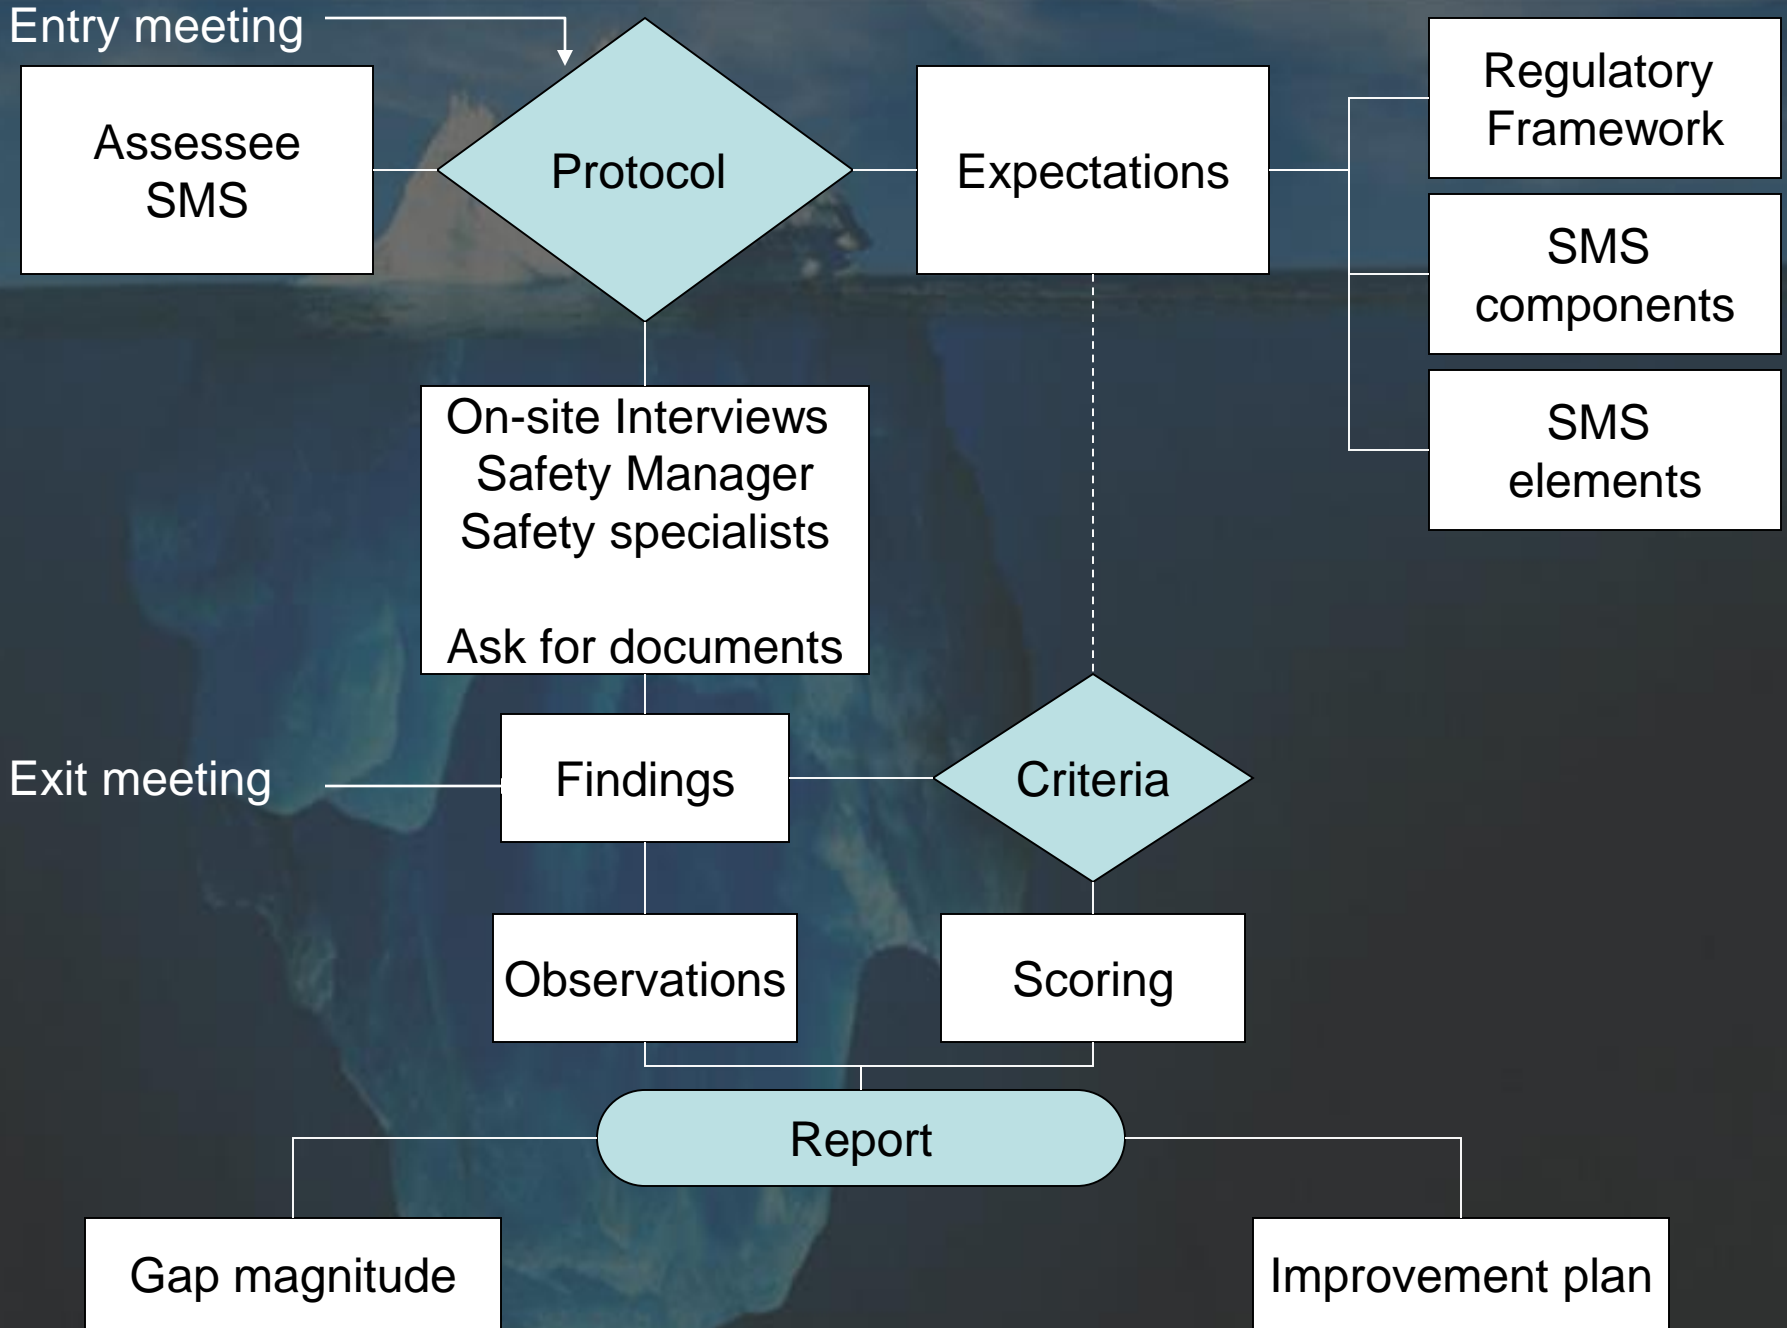 Entry meeting
Assessee
SMS
Protocol
Expectations
Regulatory
Framework
SMS
components
SMS
elements
On-site Interviews
Safety Manager
Safety specialists
Ask for documents
Exit meeting
Findings
Criteria
Observations
Scoring
Report
Gap magnitude
Improvement plan